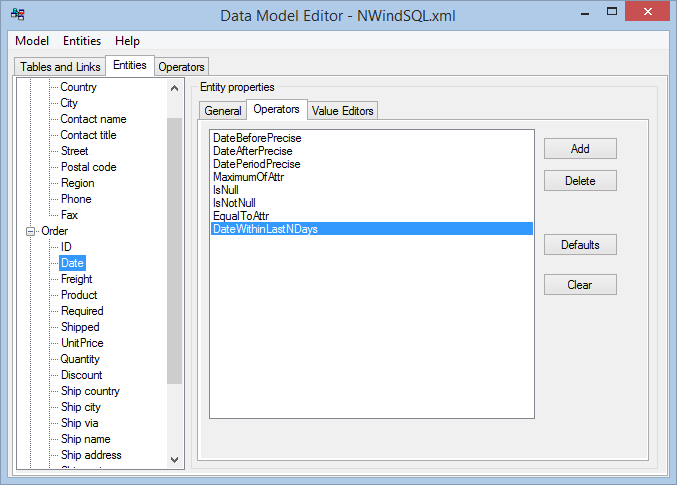 Data Model Editor - NWindSQL.xml
Model Entities Help
Tables and Links Entities Operators
Country
City
Contact name
Contact title
Street
Postal code
Region
Phone
Fax
Order
ID
Date
Freight
Product
Required
Shipped
UnitPrice
Quantity
Discount
Ship country
Ship city
Ship via
Ship name
Ship address
Entity properties
General Operators Value Editors
DateBeforePrecise
DateAfterPrecise
DatePeriodPrecise
MaximumOfAttr
IsNull
IsNotNull
EqualToAttr
DateWithinLastNDays
Add
Delete
Defaults
Clear